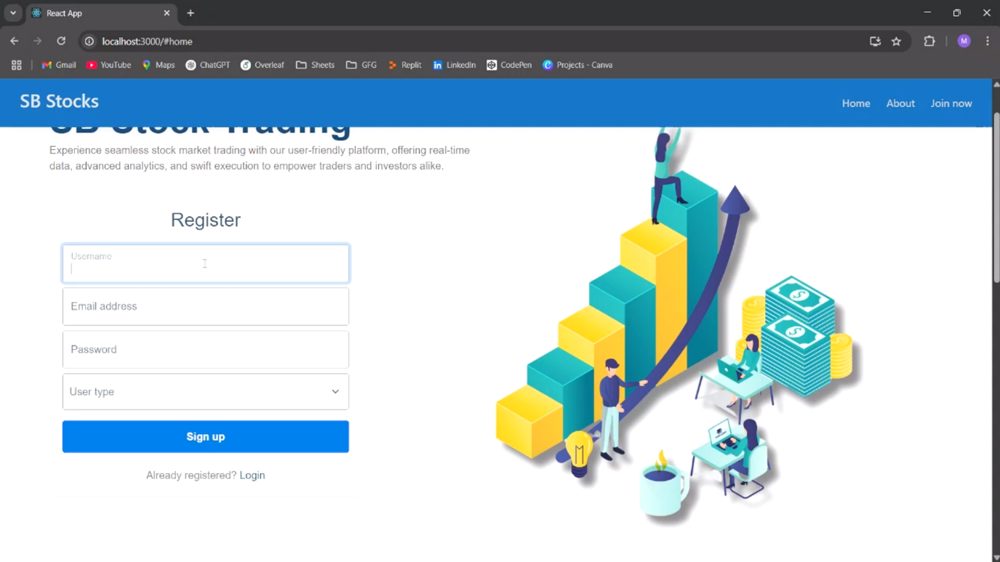 React App
localhost:3000/#home
M
Gmail
YouTube
Maps
ChatGPT
Overleaf
Sheets
GFG
Replit
LinkedIn
CodePen
Projects - Canva
SB Stocks
Home
About
Join now
SB Stock Trading
Experience seamless stock market trading with our user-friendly platform, offering real-time
data, advanced analytics, and swift execution to empower traders and investors alike.
Register
Username
Email address
Password
User type
Sign up
Already registered? Login